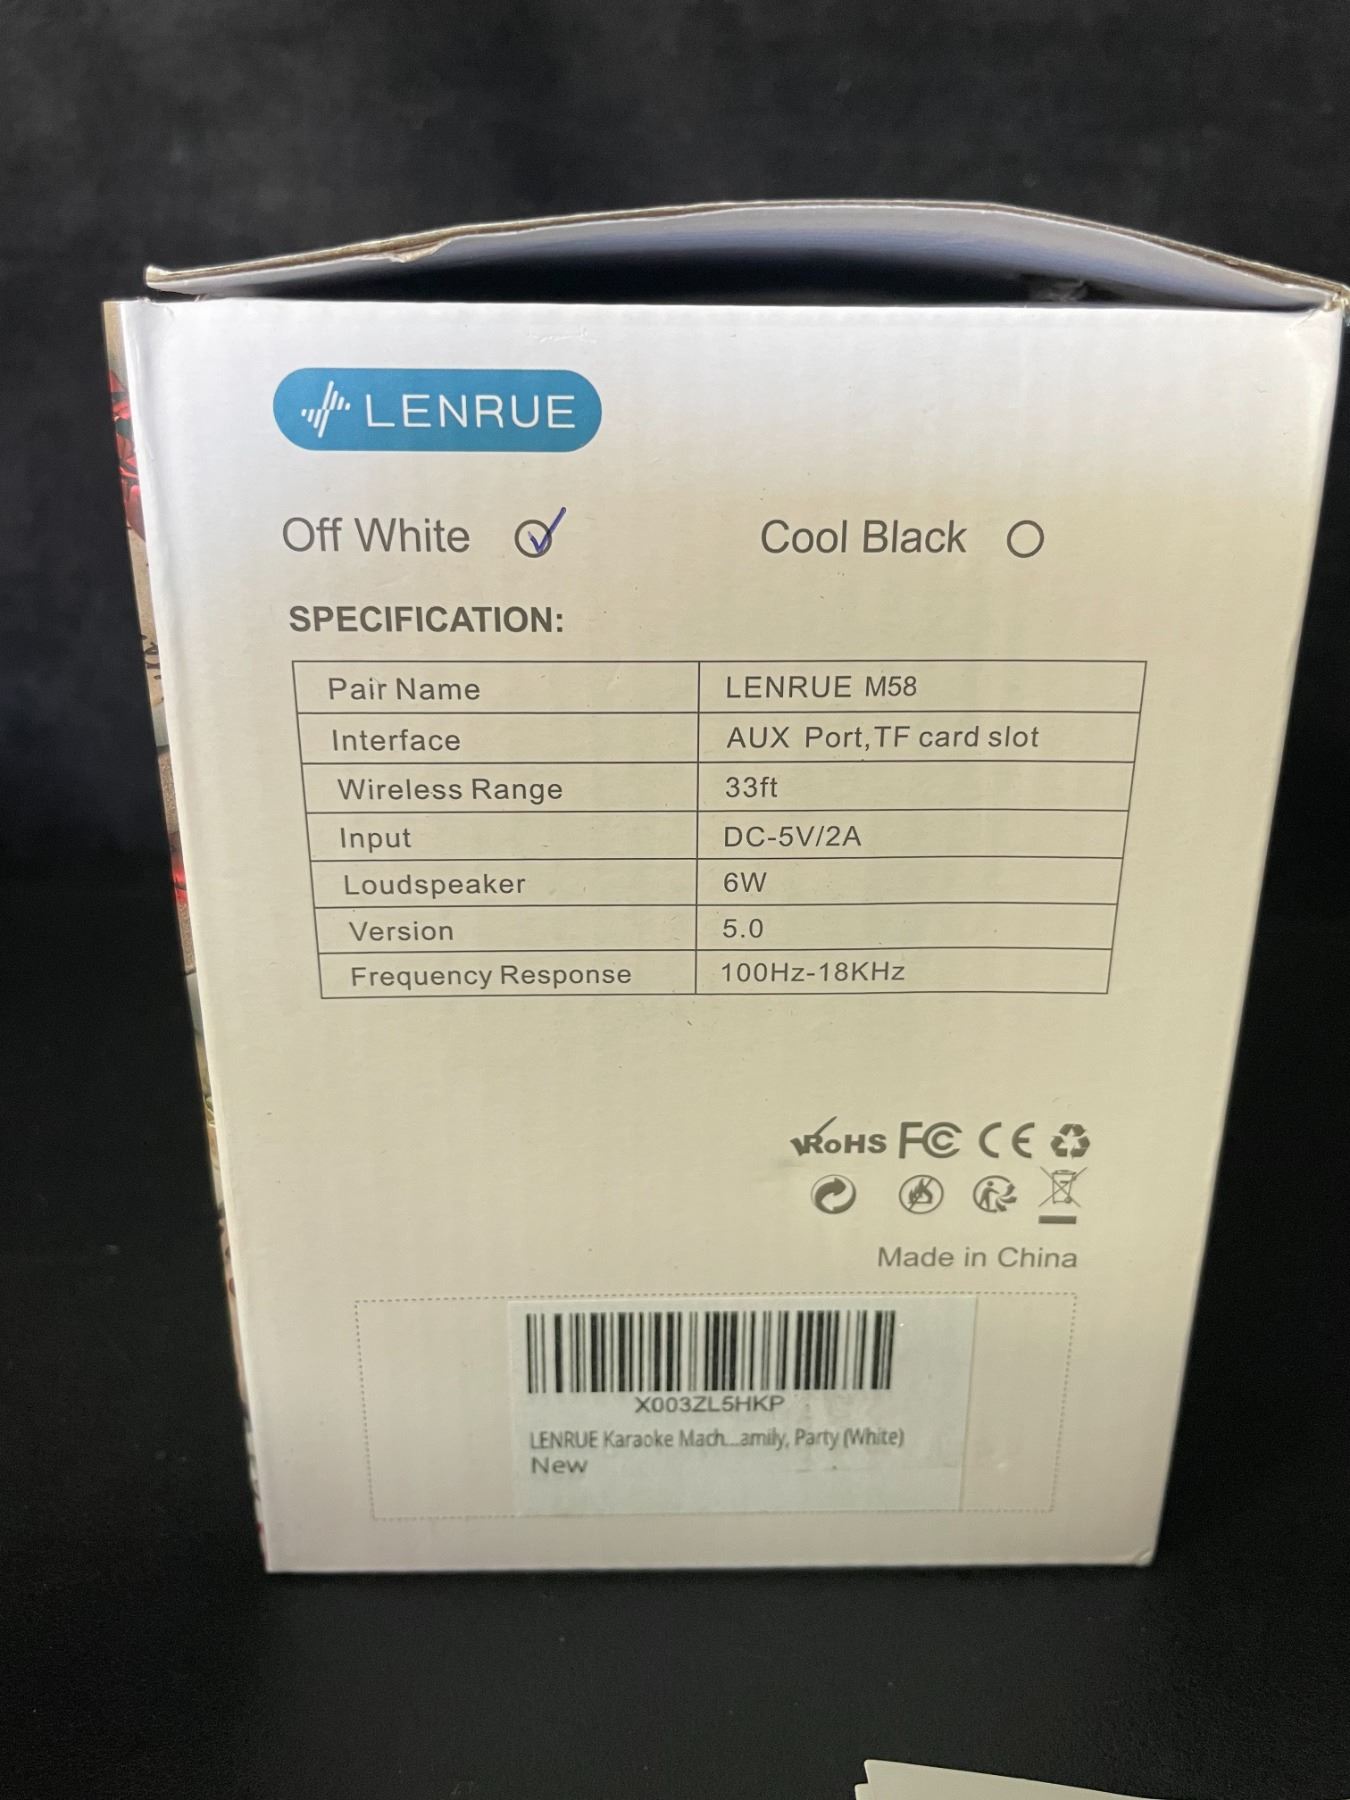 LENRUE
Off White
Cool Black
SPECIFICATION:
Pair Name LENRUE M58
Interface AUX Port,TF card slot
Wireless Range 33ft
Input DC-5V/2A
Loudspeaker 6W
Version 5.0
Frequency Response 100Hz-18KHz
RoHS FC CE
Made in China
X003ZL5HKP
LENRUE Karaoke Mach...amily, Party (White)
New